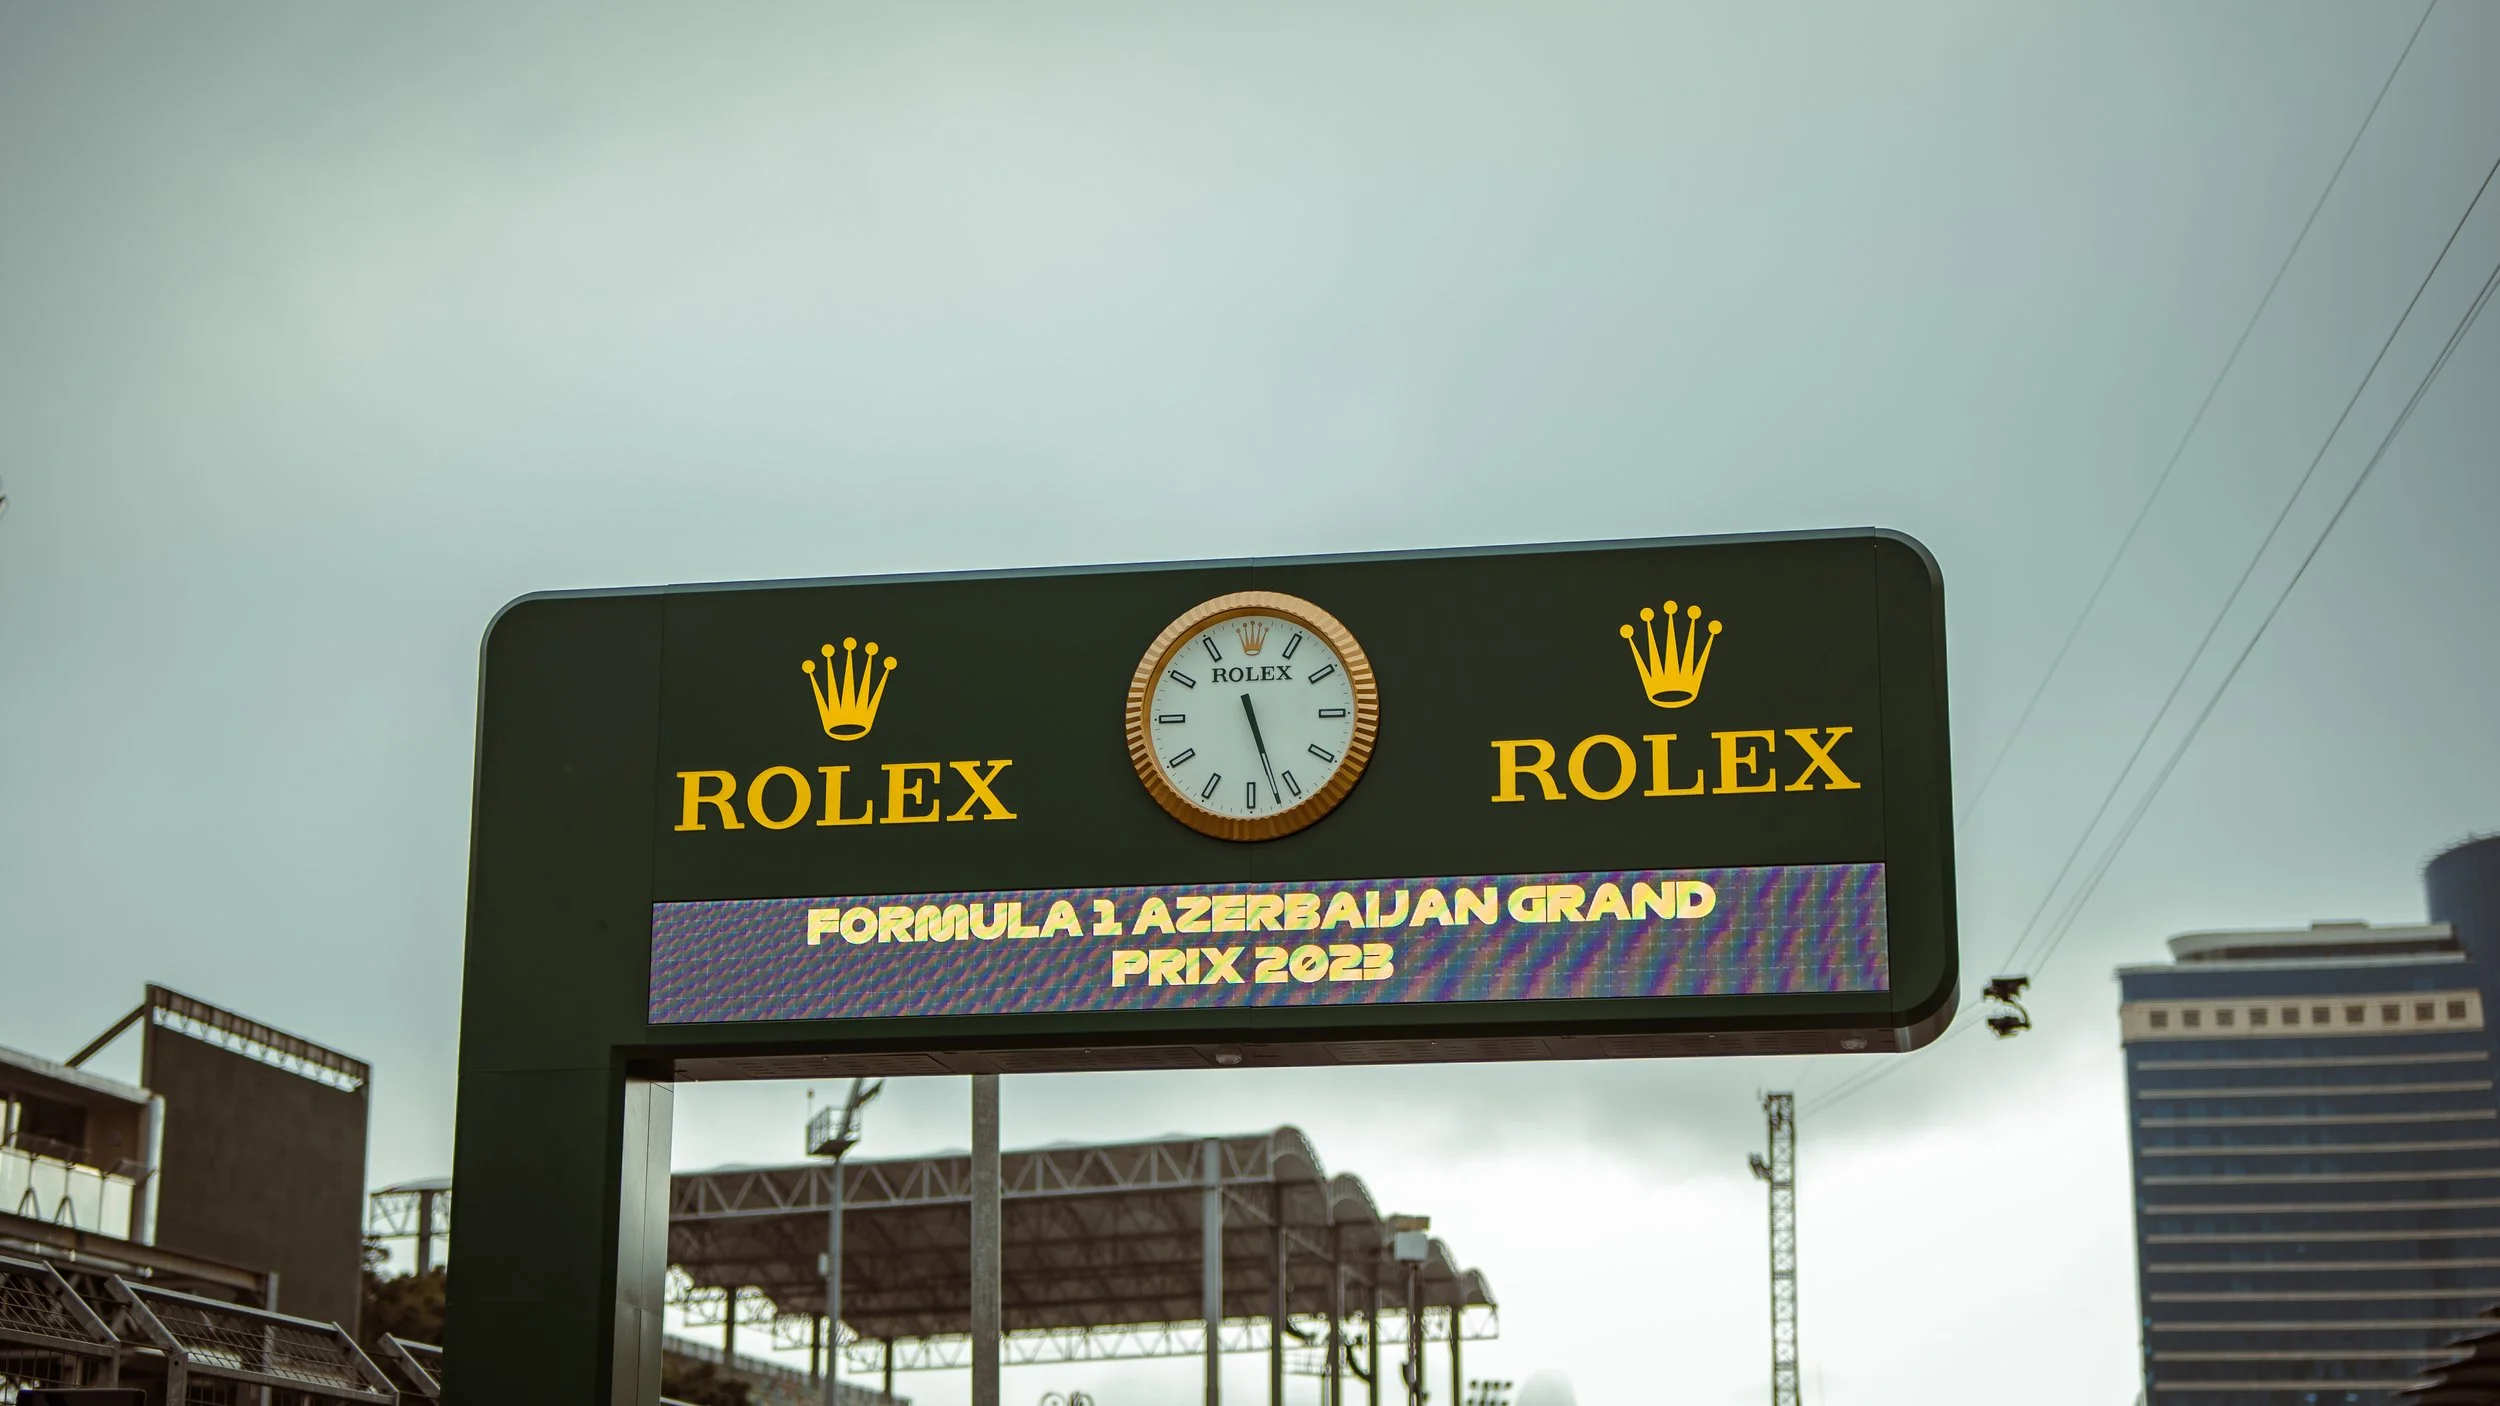 ROLEX
ROLEX
ROLEX
FORMULA 1 AZERBAIJAN GRAND
PRIX 2023